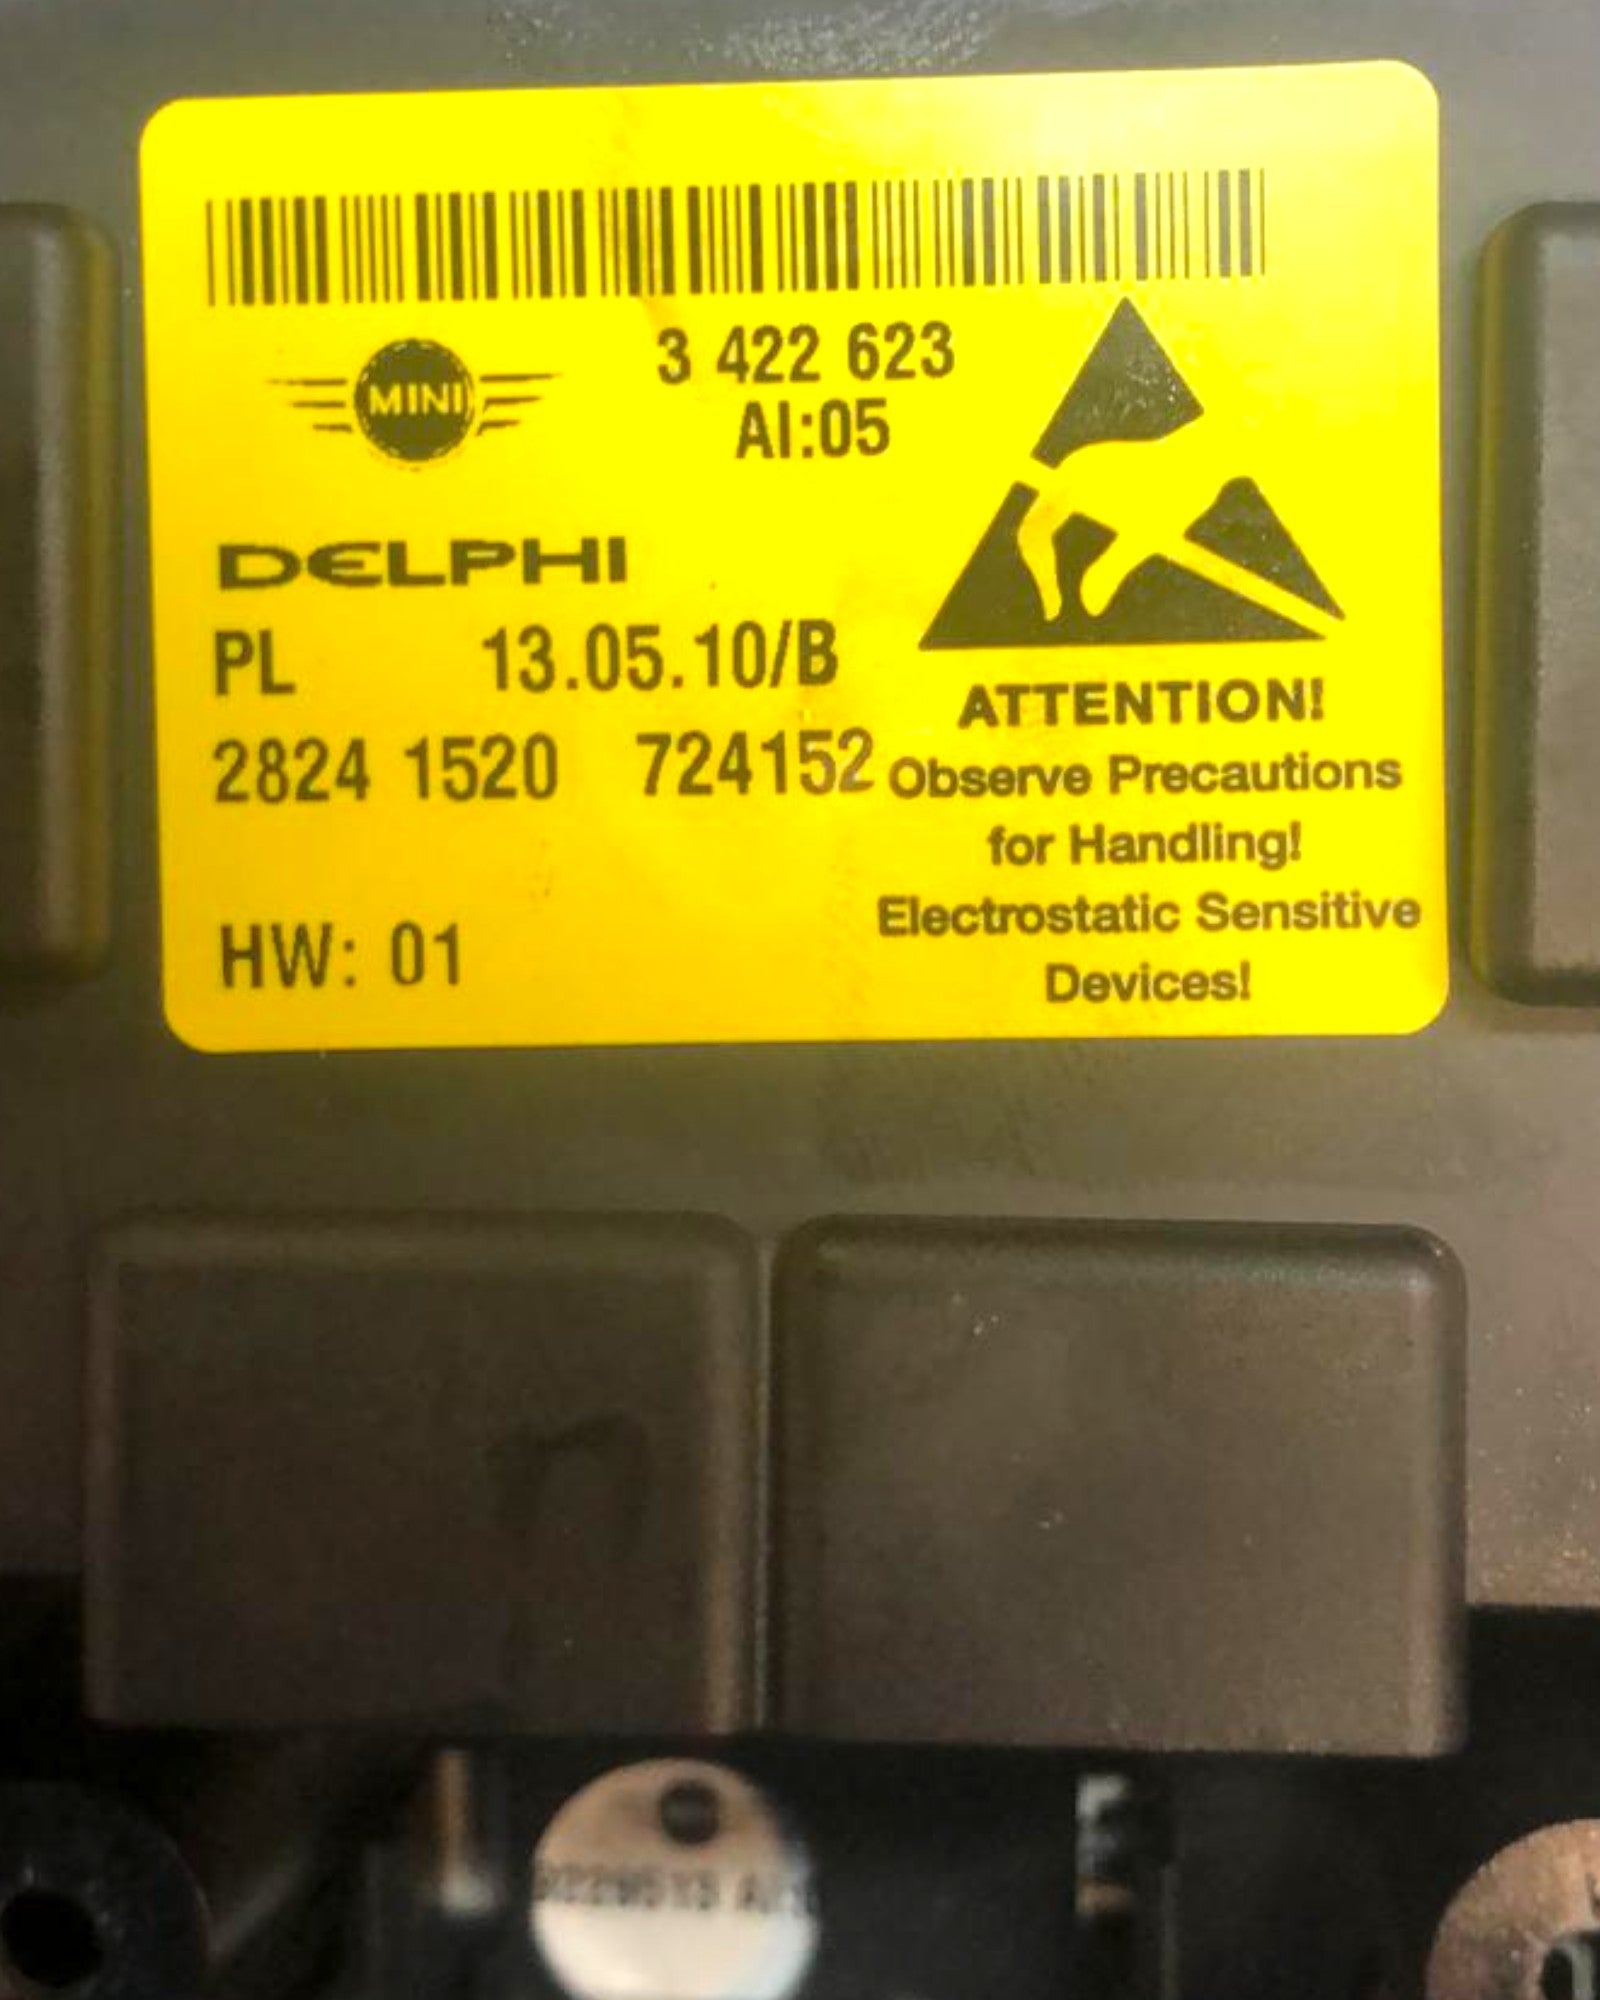 3 422 623
AI:05
MINI
DELPHI
PL 13.05.10/B
2824 1520 724152
HW: 01
ATTENTION!
Observe Precautions
for Handling!
Electrostatic Sensitive
Devices!